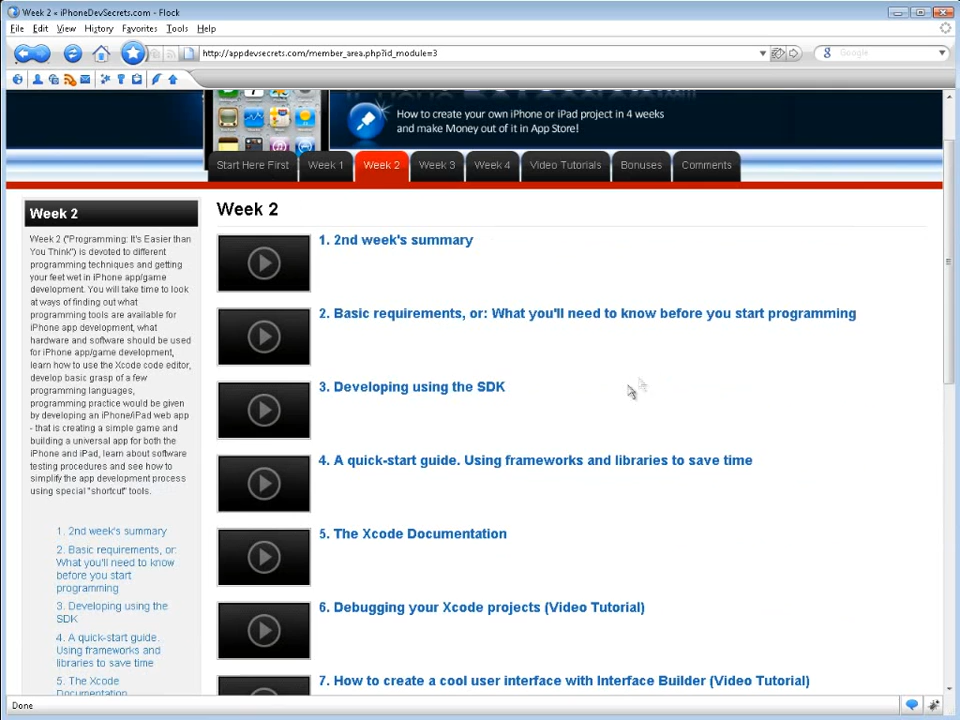 Week 2 « iPhoneDevSecrets.com - Flock
File Edit View History Favorites Tools Help
http://appdevsecrets.com/member_area.php?id_module=3
Google
How to create your own iPhone or iPad project in 4 weeks
and make Money out of it in App Store!
Start Here First Week 1 Week 2 Week 3 Week 4 Video Tutorials Bonuses Comments
Week 2
Week 2 ("Programming: It's Easier than
You Think") is devoted to different
programming techniques and getting
your feet wet in iPhone app/game
development. You will take time to look
at ways of finding out what
programming tools are available for
iPhone app development, what
hardware and software should be used
for iPhone app/game development,
learn how to use the Xcode code editor,
develop basic grasp of a few
programming languages,
programming practice would be given
by developing an iPhone/iPad web app
- that is creating a simple game and
building a universal app for both the
iPhone and iPad, learn about software
testing procedures and see how to
simplify the app development process
using special "shortcut" tools.
1. 2nd week's summary
2. Basic requirements, or:
What you'll need to know
before you start
programming
3. Developing using the
SDK
4. A quick-start guide.
Using frameworks and
libraries to save time
5. The Xcode
Documentation
Week 2
1. 2nd week's summary
2. Basic requirements, or: What you'll need to know before you start programming
3. Developing using the SDK
4. A quick-start guide. Using frameworks and libraries to save time
5. The Xcode Documentation
6. Debugging your Xcode projects (Video Tutorial)
7. How to create a cool user interface with Interface Builder (Video Tutorial)
Done